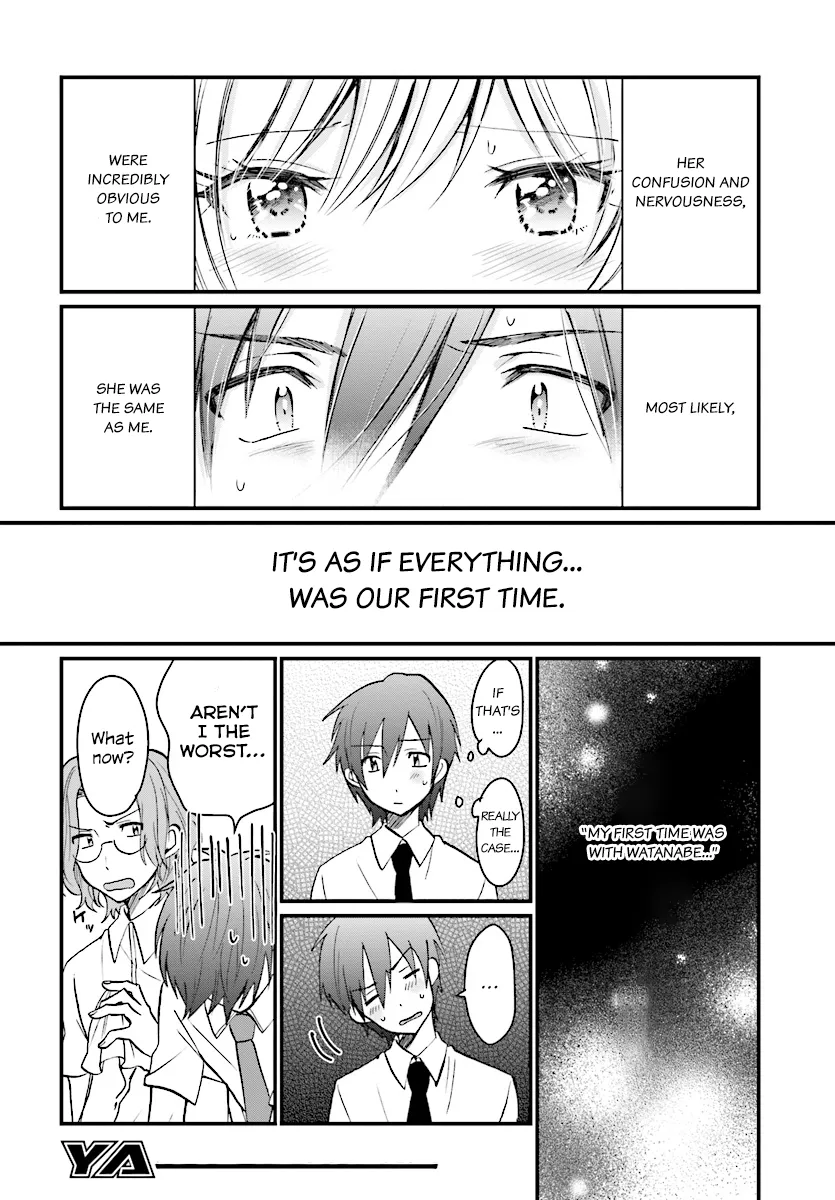 HER
CONFUSION AND
NERVOUSNESS,
WERE
INCREDIBLY
OBVIOUS
TO ME.
MOST LIKELY,
SHE WAS
THE SAME
AS ME.
IT'S AS IF EVERYTHING...
WAS OUR FIRST TIME.
"MY FIRST TIME WAS
WITH WATANABE..."
IF
THAT'S
...
REALLY
THE
CASE...
...
AREN'T
I THE
WORST...
What
now?
YA